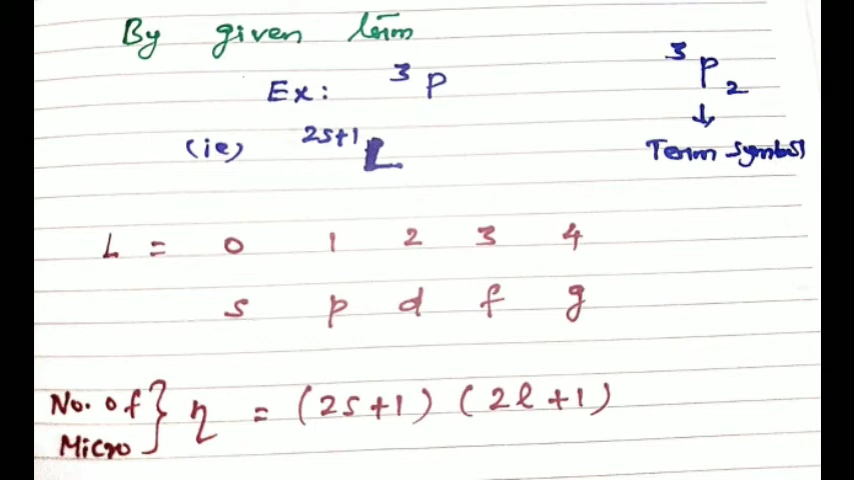 By given term
Ex: ³P
³P₂
↓
(ie) ²ˢ⁺¹L
Term symbol
L = 0 1 2 3 4
s p d f g
No. of
Micro } η = (2s+1) (2l+1)